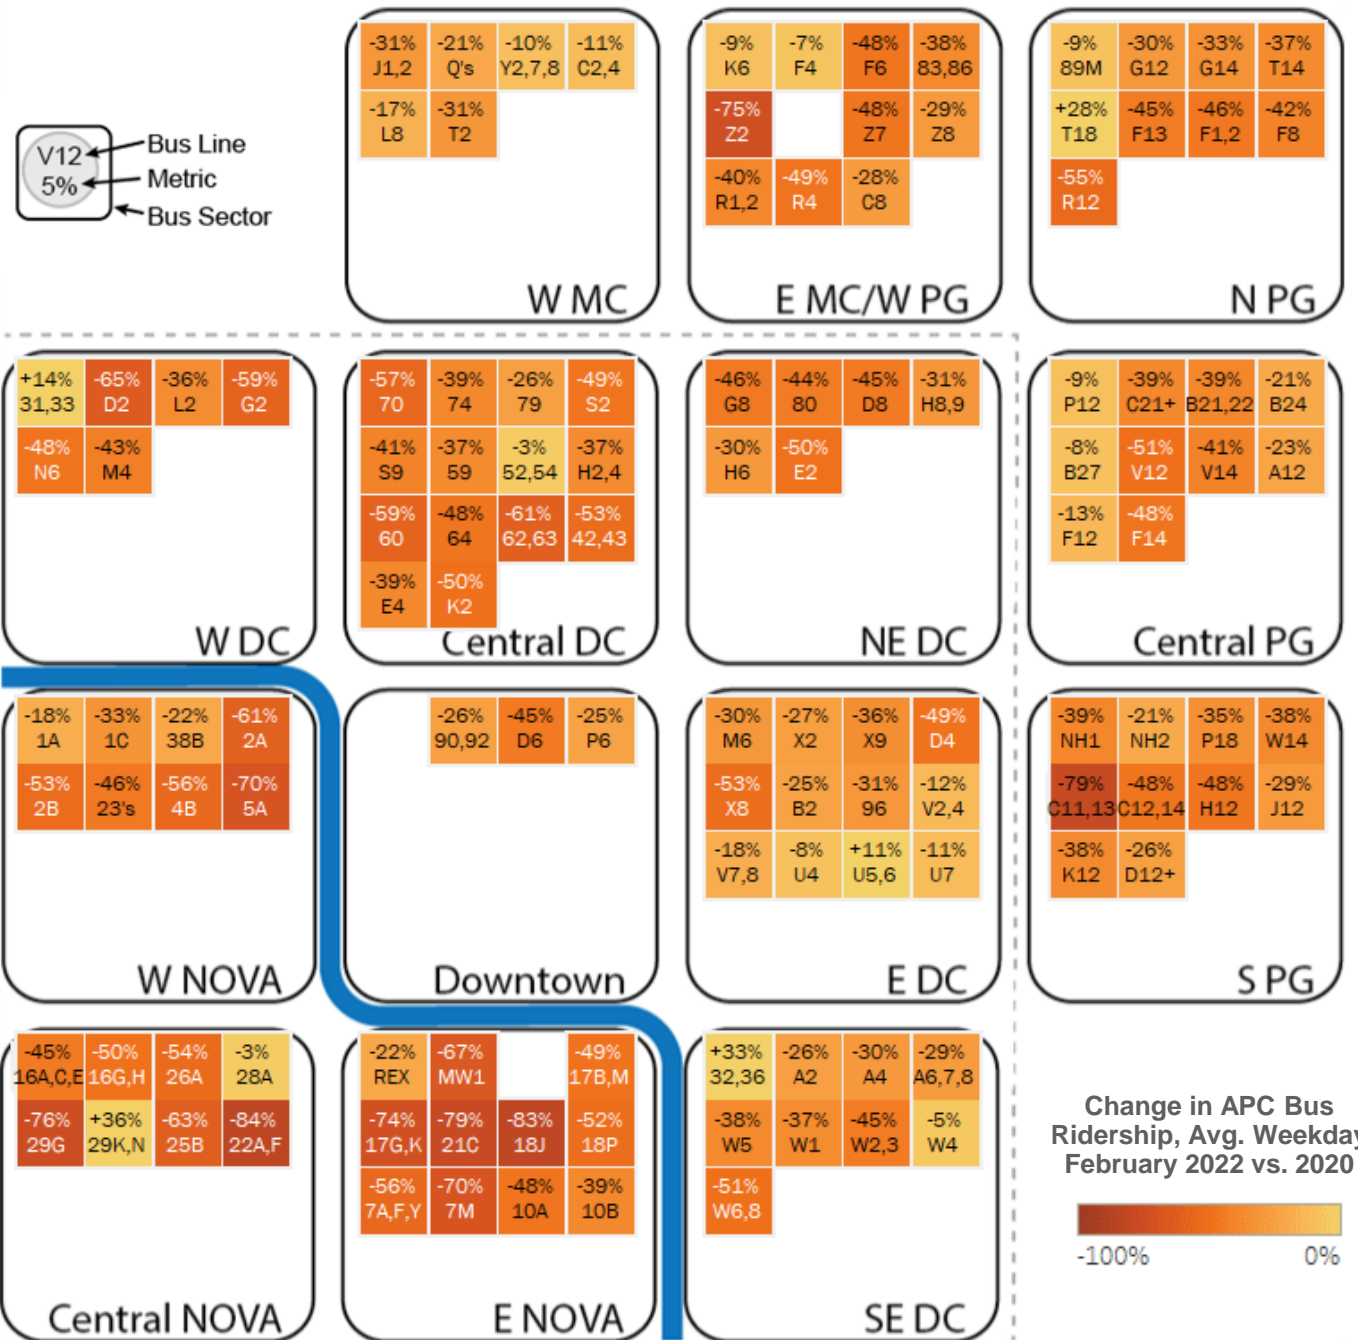 -31% -21% -10% -11%
J1,2 Q's Y2,7,8 C2,4
-17% -31%
L8 T2
W MC
-9% -7% -48% -38%
K6 F4 F6 83,86
-75% -48% -29%
Z2 Z7 Z8
-40% -49% -28%
R1,2 R4 C8
E MC/W PG
-9% -30% -33% -37%
89M G12 G14 T14
+28% -45% -46% -42%
T18 F13 F1,2 F8
-55%
R12
N PG
V12
5%
Bus Line
Metric
Bus Sector
+14% -65% -36% -59%
31,33 D2 L2 G2
-48% -43%
N6 M4
W DC
-57% -39% -26% -49%
70 74 79 S2
-41% -37% -3% -37%
S9 59 52,54 H2,4
-59% -48% -61% -53%
60 64 62,63 42,43
-39% -50%
E4 K2
Central DC
-46% -44% -45% -31%
G8 80 D8 H8,9
-30% -50%
H6 E2
NE DC
-9% -39% -39% -21%
P12 C21+ B21,22 B24
-8% -51% -41% -23%
B27 V12 V14 A12
-13% -48%
F12 F14
Central PG
-18% -33% -22% -61%
1A 1C 38B 2A
-53% -46% -56% -70%
2B 23's 4B 5A
W NOVA
-26% -45% -25%
90,92 D6 P6
Downtown
-30% -27% -36% -49%
M6 X2 X9 D4
-53% -25% -31% -12%
X8 B2 96 V2,4
-18% -8% +11% -11%
V7,8 U4 U5,6 U7
E DC
-39% -21% -35% -38%
NH1 NH2 P18 W14
-79% -48% -48% -29%
C11,13 C12,14 H12 J12
-38% -26%
K12 D12+
S PG
-45% -50% -54% -3%
16A,C,E 16G,H 26A 28A
-76% +36% -63% -84%
29G 29K,N 25B 22A,F
Central NOVA
-22% -67% -49%
REX MW1 17B,M
-74% -79% -83% -52%
17G,K 21C 18J 18P
-56% -70% -48% -39%
7A,F,Y 7M 10A 10B
E NOVA
+33% -26% -30% -29%
32,36 A2 A4 A6,7,8
-38% -37% -45% -5%
W5 W1 W2,3 W4
-51%
W6,8
SE DC
Change in APC Bus
Ridership, Avg. Weekday
February 2022 vs. 2020
-100% 0%